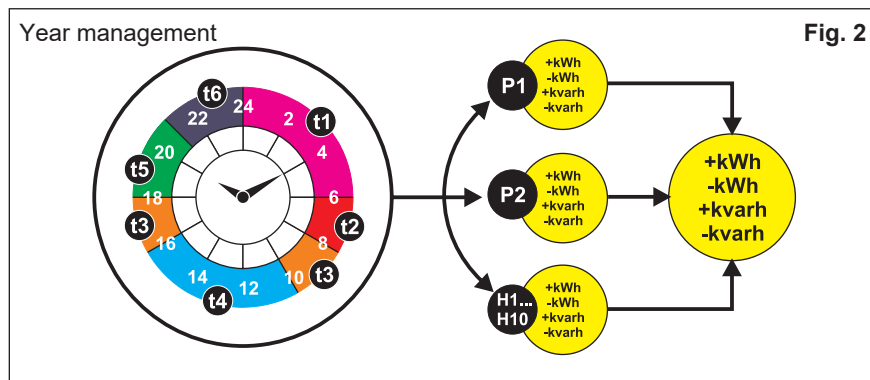 Year management
Fig. 2
t6
24
22
2
t1
4
20
t5
18
6
t2
t3
16
8
t3
10
14
12
t4
P1
+kWh
-kWh
+kvarh
-kvarh
P2
+kWh
-kWh
+kvarh
-kvarh
H1...
H10
+kWh
-kWh
+kvarh
-kvarh
+kWh
-kWh
+kvarh
-kvarh